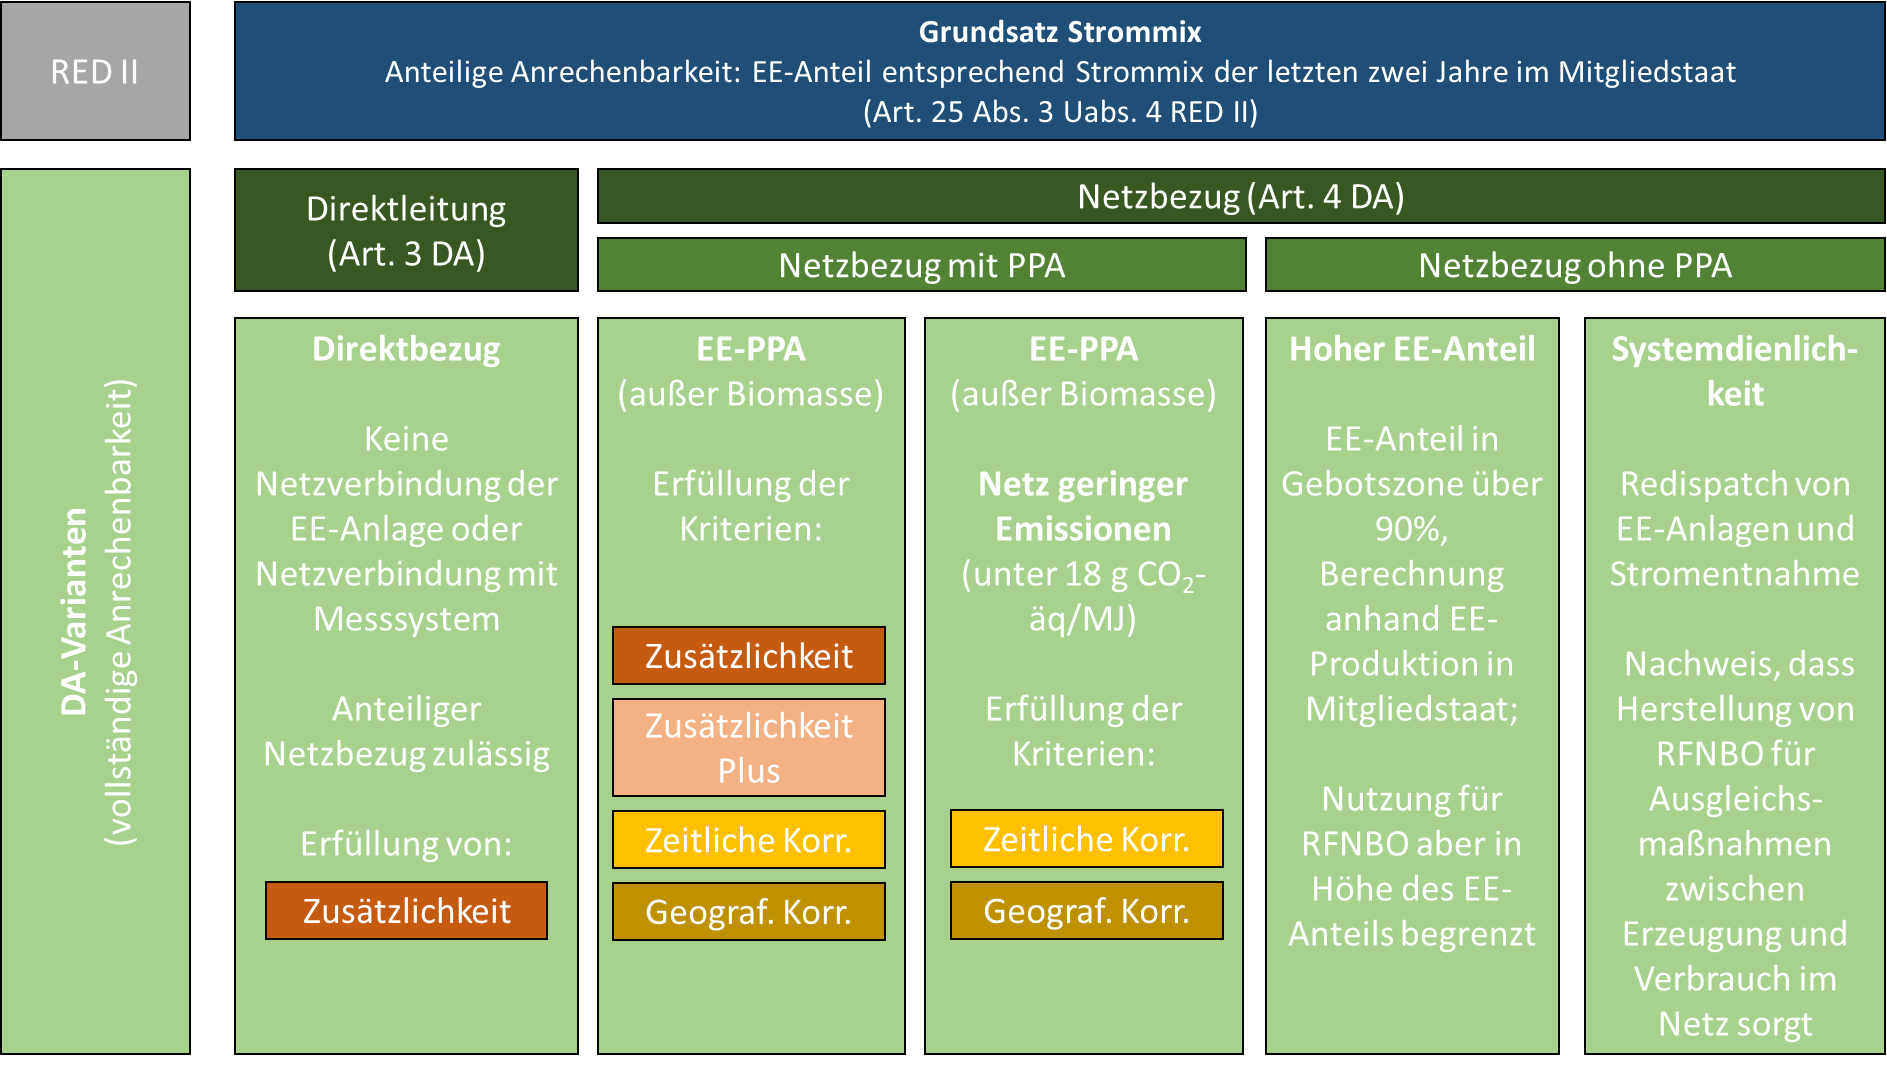 RED II
Grundsatz Strommix
Anteilige Anrechenbarkeit: EE-Anteil entsprechend Strommix der letzten zwei Jahre im Mitgliedstaat
(Art. 25 Abs. 3 Uabs. 4 RED II)
DA-Varianten
(vollständige Anrechenbarkeit)
Direktleitung
(Art. 3 DA)
Netzbezug (Art. 4 DA)
Netzbezug mit PPA
Netzbezug ohne PPA
Direktbezug
Keine
Netzverbindung der
EE-Anlage oder
Netzverbindung mit
Messsystem
Anteiliger
Netzbezug zulässig
Erfüllung von:
Zusätzlichkeit
EE-PPA
(außer Biomasse)
Erfüllung der
Kriterien:
Zusätzlichkeit
Zusätzlichkeit
Plus
Zeitliche Korr.
Geograf. Korr.
EE-PPA
(außer Biomasse)
Netz geringer
Emissionen
(unter 18 g CO₂-
äq/MJ)
Erfüllung der
Kriterien:
Zeitliche Korr.
Geograf. Korr.
Hoher EE-Anteil
EE-Anteil in
Gebotszone über
90%,
Berechnung
anhand EE-
Produktion in
Mitgliedstaat;
Nutzung für
RFNBO aber in
Höhe des EE-
Anteils begrenzt
Systemdienlich-
keit
Redispatch von
EE-Anlagen und
Stromentnahme
Nachweis, dass
Herstellung von
RFNBO für
Ausgleichs-
maßnahmen
zwischen
Erzeugung und
Verbrauch im
Netz sorgt